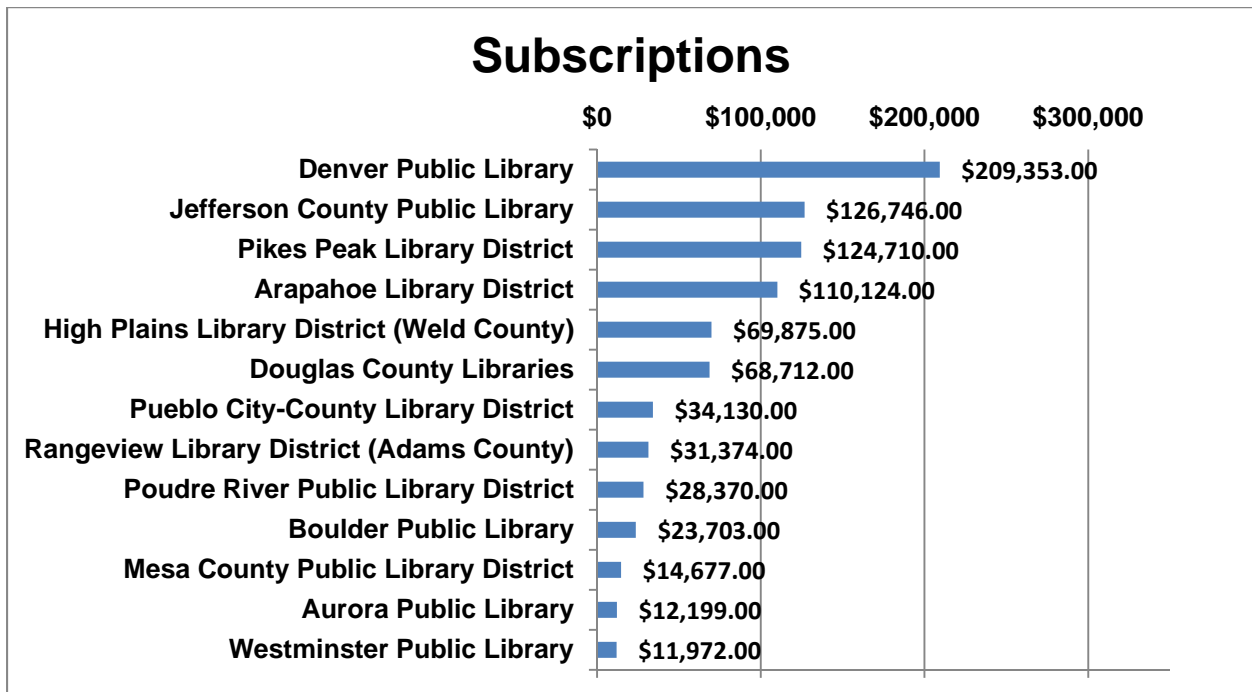 Subscriptions
$0 $100,000 $200,000 $300,000
Denver Public Library $209,353.00
Jefferson County Public Library $126,746.00
Pikes Peak Library District $124,710.00
Arapahoe Library District $110,124.00
High Plains Library District (Weld County) $69,875.00
Douglas County Libraries $68,712.00
Pueblo City-County Library District $34,130.00
Rangeview Library District (Adams County) $31,374.00
Poudre River Public Library District $28,370.00
Boulder Public Library $23,703.00
Mesa County Public Library District $14,677.00
Aurora Public Library $12,199.00
Westminster Public Library $11,972.00